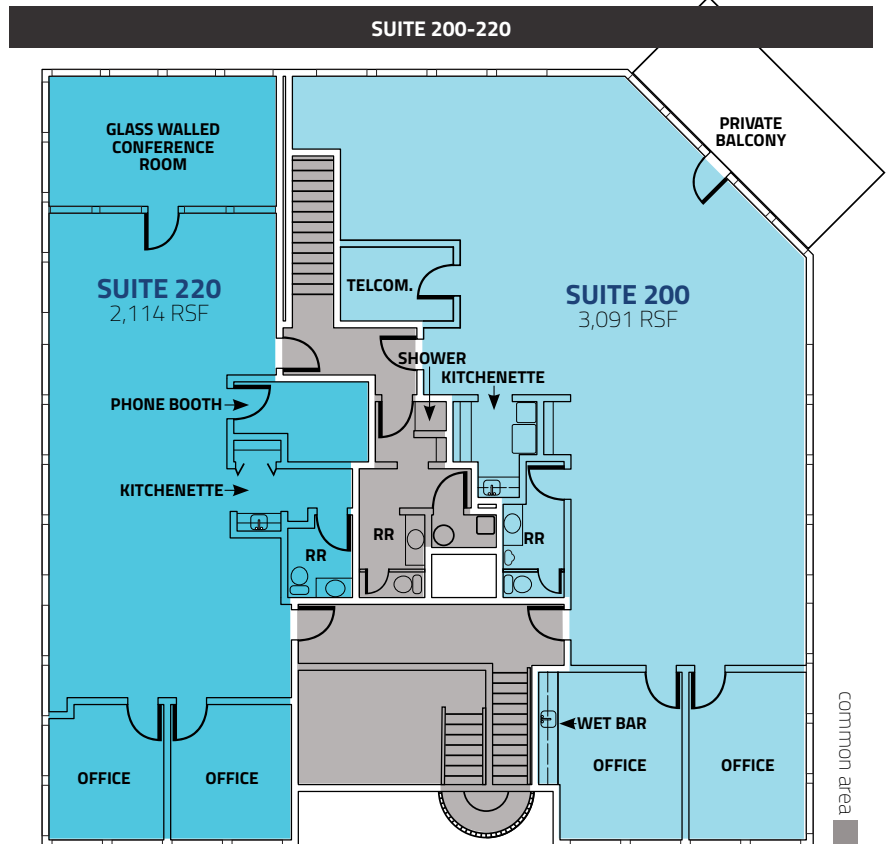 SUITE 200-220
GLASS WALLED
CONFERENCE
ROOM
PRIVATE
BALCONY
SUITE 220
2,114 RSF
TELCOM.
SUITE 200
3,091 RSF
SHOWER
KITCHENETTE
PHONE BOOTH
KITCHENETTE
RR
RR
RR
WET BAR
OFFICE
OFFICE
OFFICE
OFFICE
common area